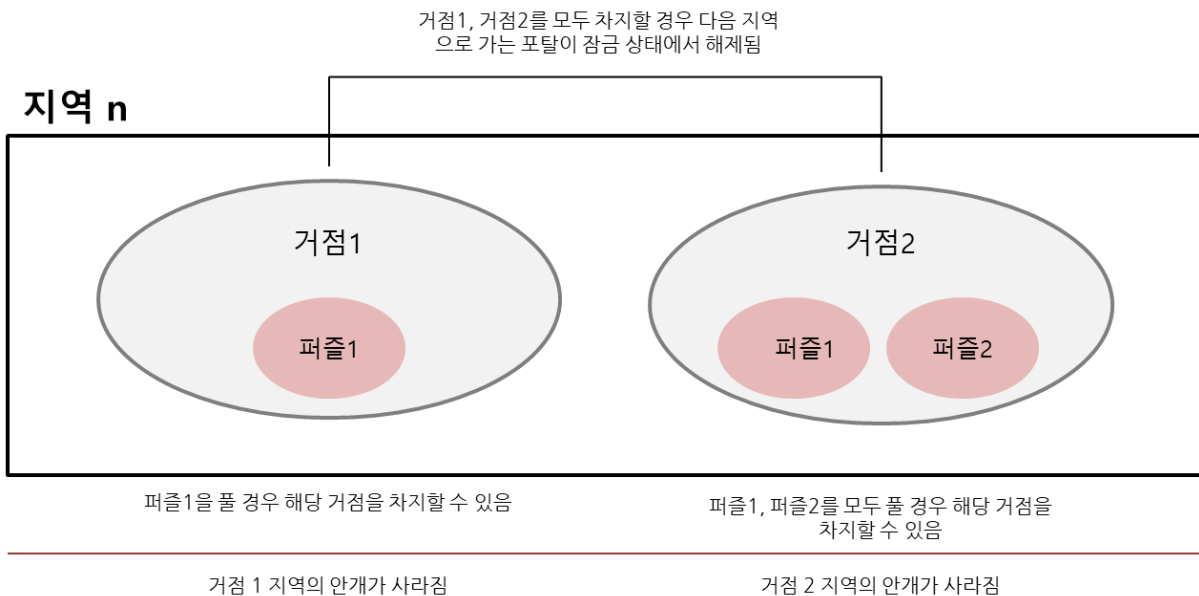 거점1, 거점2를 모두 차지할 경우 다음 지역
으로 가는 포탈이 잠금 상태에서 해제됨
지역 n
거점1
거점2
퍼즐1
퍼즐1
퍼즐2
퍼즐1을 풀 경우 해당 거점을 차지할 수 있음
퍼즐1, 퍼즐2를 모두 풀 경우 해당 거점을
차지할 수 있음
거점 1 지역의 안개가 사라짐
거점 2 지역의 안개가 사라짐